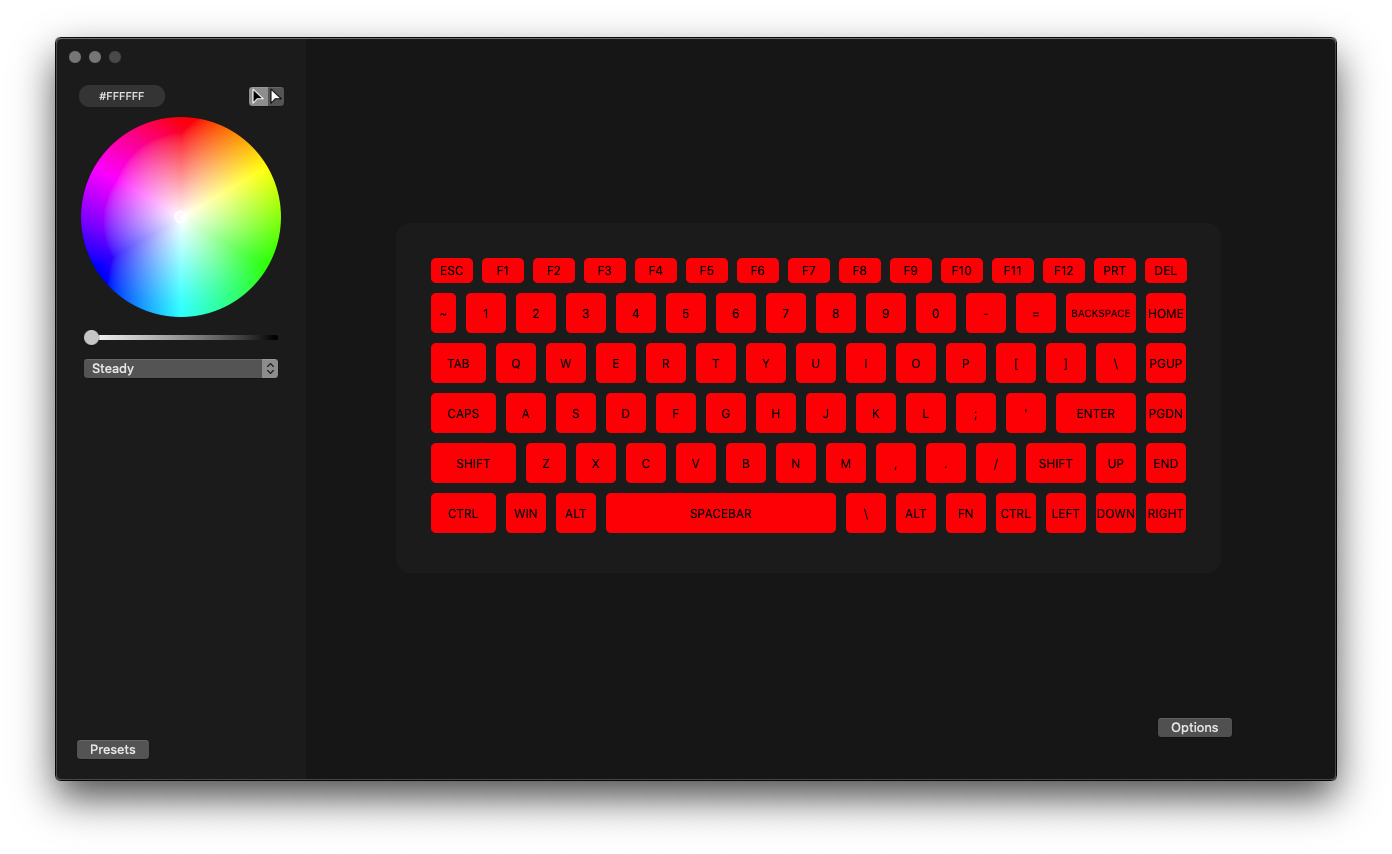 #FFFFFF
Steady
Presets
ESC F1 F2 F3 F4 F5 F6 F7 F8 F9 F10 F11 F12 PRT DEL
~ 1 2 3 4 5 6 7 8 9 0 - = BACKSPACE HOME
TAB Q W E R T Y U I O P [ ] \ PGUP
CAPS A S D F G H J K L ; ' ENTER PGDN
SHIFT Z X C V B N M , . / SHIFT UP END
CTRL WIN ALT SPACEBAR \ ALT FN CTRL LEFT DOWN RIGHT
Options